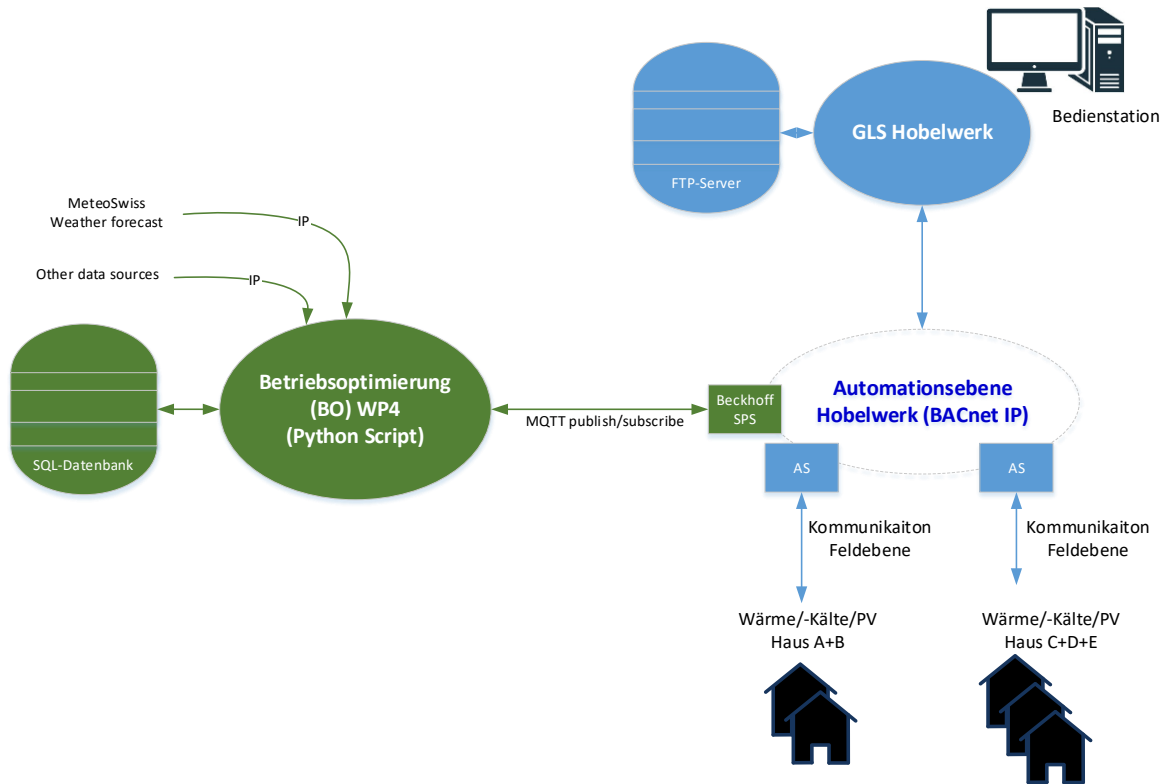 Bedienstation
GLS Hobelwerk
FTP-Server
MeteoSwiss
Weather forecast
IP
Other data sources
IP
Betriebsoptimierung
(BO) WP4
(Python Script)
SQL-Datenbank
MQTT publish/subscribe
Beckhoff
SPS
Automationsebene
Hobelwerk (BACnet IP)
AS
AS
Kommunikaiton
Feldebene
Kommunikaiton
Feldebene
Wärme/-Kälte/PV
Haus A+B
Wärme/-Kälte/PV
Haus C+D+E